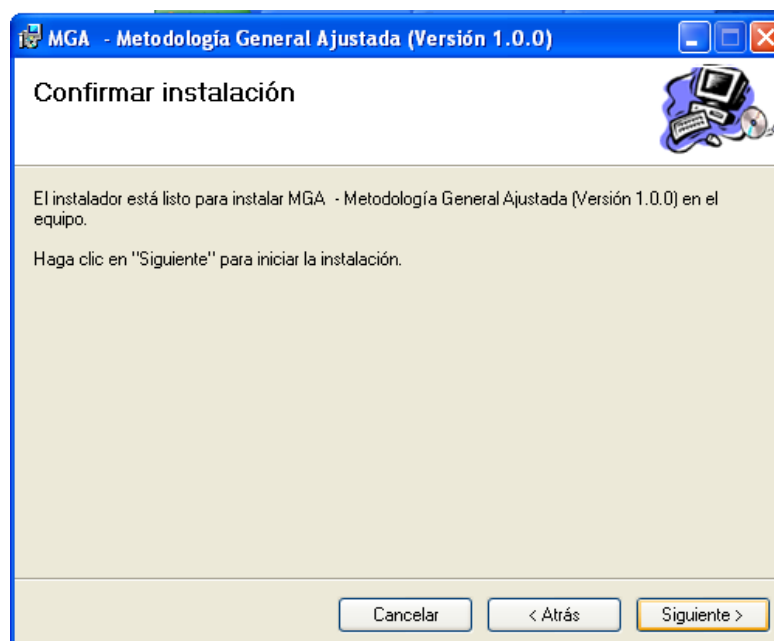 MGA - Metodología General Ajustada (Versión 1.0.0)
Confirmar instalación
El instalador está listo para instalar MGA - Metodología General Ajustada (Versión 1.0.0) en el
equipo.
Haga clic en "Siguiente" para iniciar la instalación.
Cancelar
< Atrás
Siguiente >